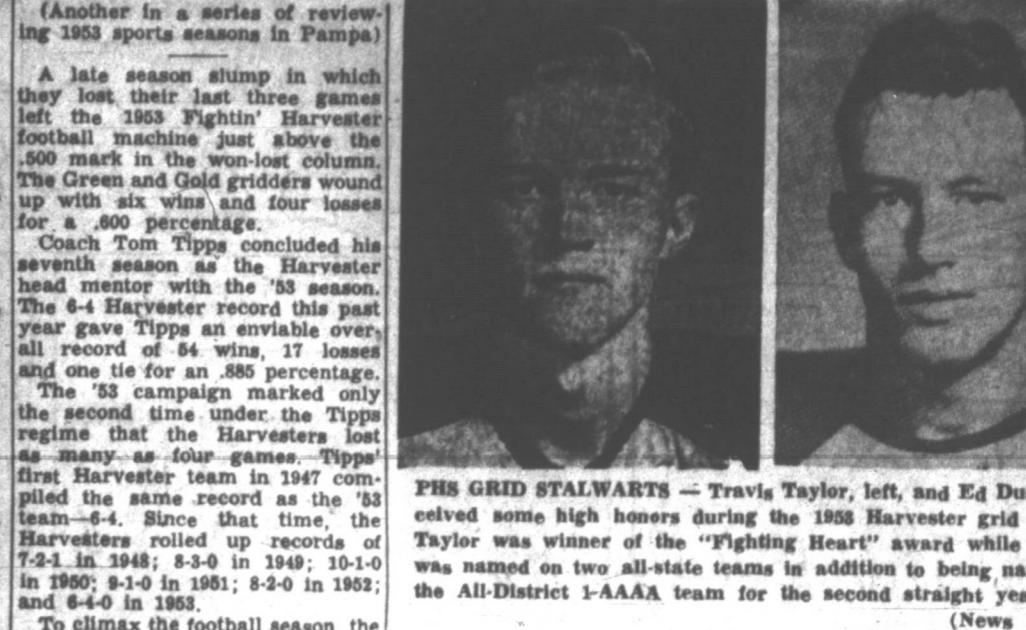 (Another in a series of review-
ing 1953 sports seasons in Pampa)
A late season slump in which
they lost their last three games
left the 1953 Fightin' Harvester
football machine just above the
.500 mark in the won-lost column.
The Green and Gold gridders wound
up with six wins and four losses
for a .600 percentage.
Coach Tom Tipps concluded his
seventh season as the Harvester
head mentor with the '53 season.
The 6-4 Harvester record this past
year gave Tipps an enviable over-
all record of 54 wins, 17 losses
and one tie for an .885 percentage.
The '53 campaign marked only
the second time under the Tipps
regime that the Harvesters lost
as many as four games. Tipps'
first Harvester team in 1947 com-
piled the same record as the '53
team—6-4. Since that time, the
Harvesters rolled up records of
7-2-1 in 1948; 8-3-0 in 1949; 10-1-0
in 1950; 9-1-0 in 1951; 8-2-0 in 1952;
and 6-4-0 in 1953.
To climax the football season, the
PHS GRID STALWARTS — Travis Taylor, left, and Ed Du
ceived some high honors during the 1953 Harvester grid
Taylor was winner of the "Fighting Heart" award while
was named on two all-state teams in addition to being na
the All-District 1-AAAA team for the second straight yea
(News